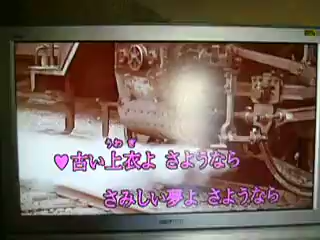 うわぎ
♥古い上衣よ さようなら
さみしい夢よ さようなら